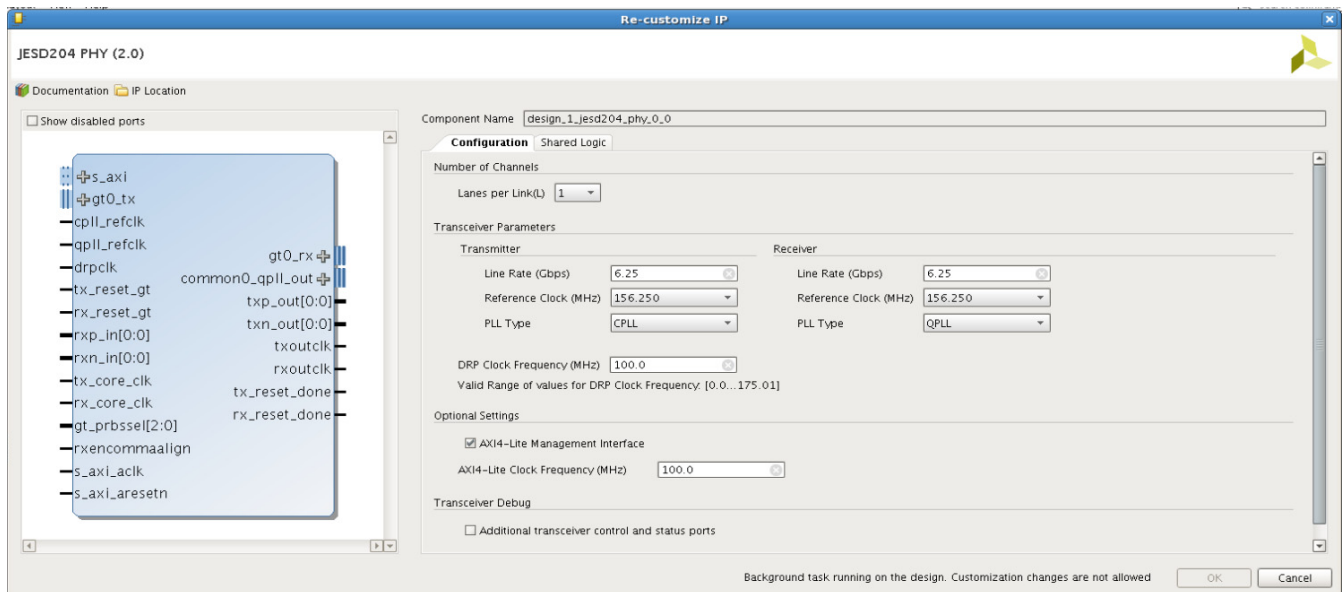 Re-customize IP
JESD204 PHY (2.0)
Documentation IP Location
Show disabled ports
s_axi
gt0_tx
cpll_refclk
qpll_refclk
drpclk
tx_reset_gt
rx_reset_gt
rxp_in[0:0]
rxn_in[0:0]
tx_core_clk
rx_core_clk
gt_prbssel[2:0]
rxencommaalign
s_axi_aclk
s_axi_aresetn
gt0_rx
common0_qpll_out
txp_out[0:0]
txn_out[0:0]
txoutclk
rxoutclk
tx_reset_done
rx_reset_done
Component Name design_1_jesd204_phy_0_0
Configuration Shared Logic
Number of Channels
Lanes per Link(L) 1
Transceiver Parameters
Transmitter Receiver
Line Rate (Gbps) 6.25 Line Rate (Gbps) 6.25
Reference Clock (MHz) 156.250 Reference Clock (MHz) 156.250
PLL Type CPLL PLL Type QPLL
DRP Clock Frequency (MHz) 100.0
Valid Range of values for DRP Clock Frequency: [0.0...175.01]
Optional Settings
AXI4-Lite Management Interface
AXI4-Lite Clock Frequency (MHz) 100.0
Transceiver Debug
Additional transceiver control and status ports
Background task running on the design. Customization changes are not allowed OK Cancel